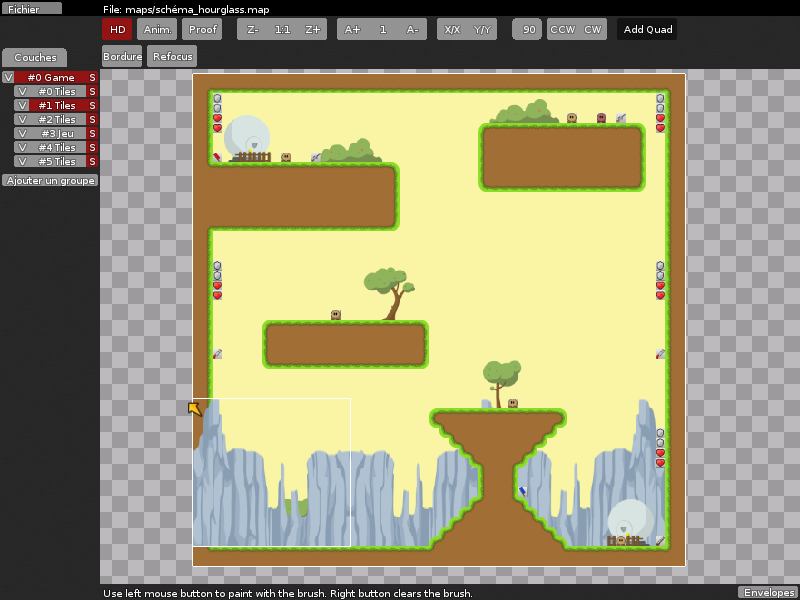 Fichier
File: maps/schéma_hourglass.map
HD Anim. Proof Z- 1:1 Z+ A+ 1 A- X/X Y/Y 90 CCW CW Add Quad
Couches Bordure Refocus
V #0 Game S
V #0 Tiles S
V #1 Tiles S
V #2 Tiles S
V #3 Jeu S
V #4 Tiles S
V #5 Tiles S
Ajouter un groupe
Use left mouse button to paint with the brush. Right button clears the brush.
Envelopes